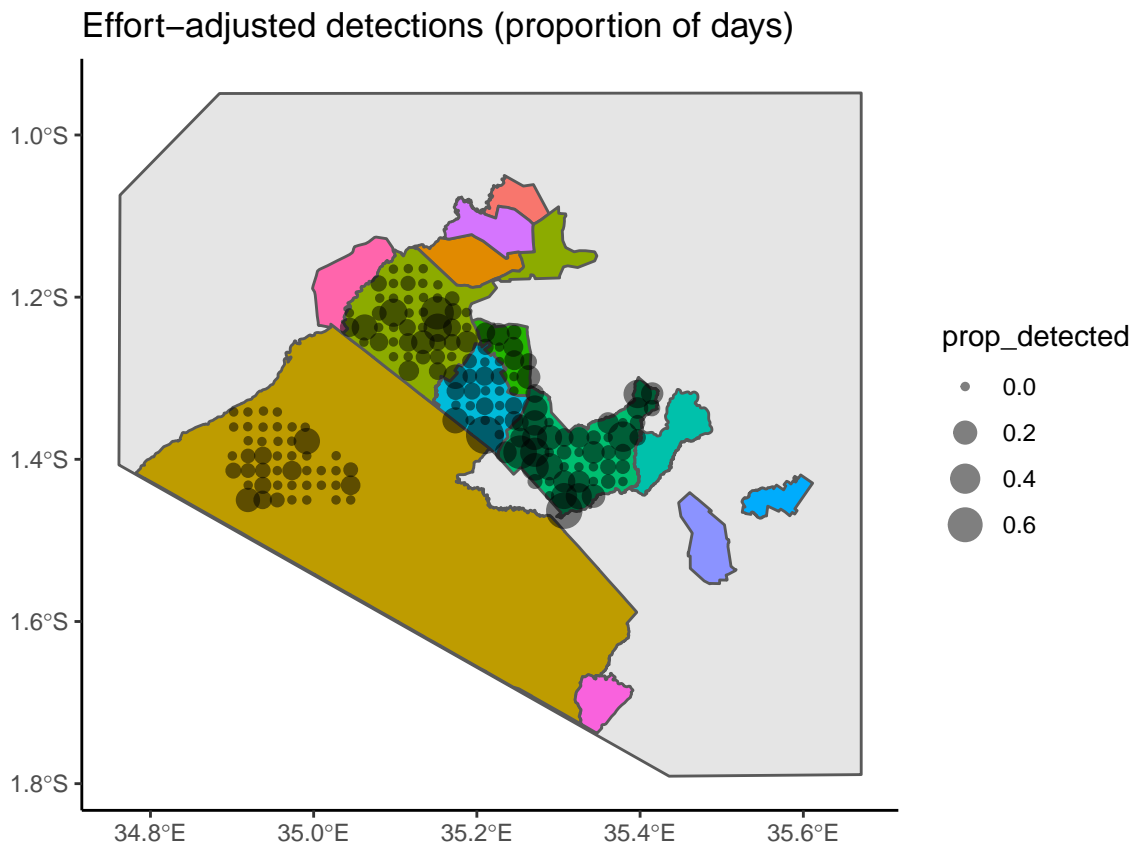 Effort−adjusted detections (proportion of days)
1.0°S
1.2°S
1.4°S
1.6°S
1.8°S
34.8°E 35.0°E 35.2°E 35.4°E 35.6°E
prop_detected
0.0
0.2
0.4
0.6